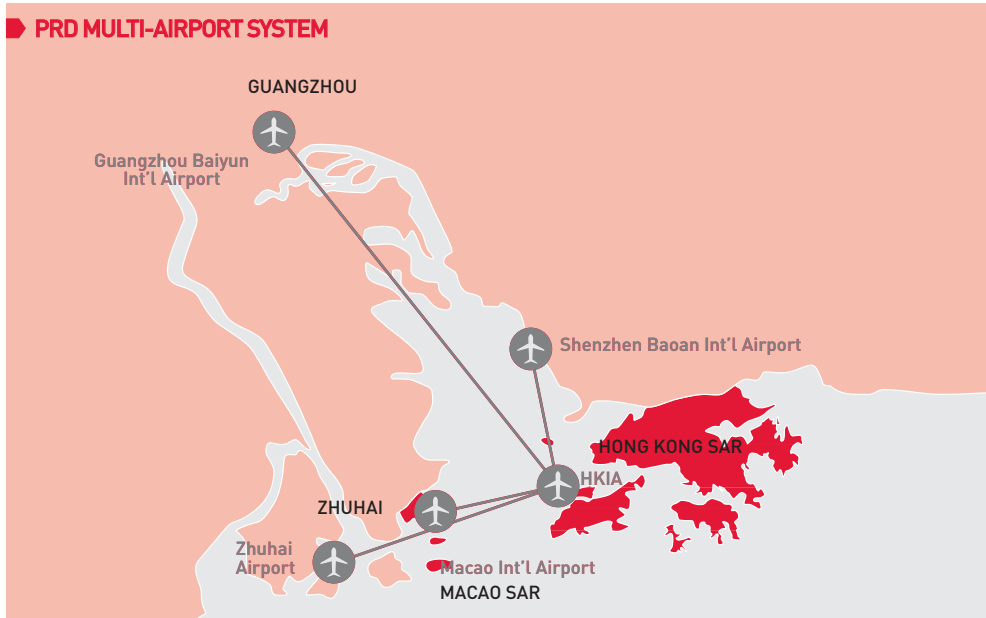 PRD MULTI-AIRPORT SYSTEM
GUANGZHOU
Guangzhou Baiyun
Int'l Airport
Shenzhen Baoan Int'l Airport
HONG KONG SAR
HKIA
ZHUHAI
Zhuhai
Airport
Macao Int'l Airport
MACAO SAR